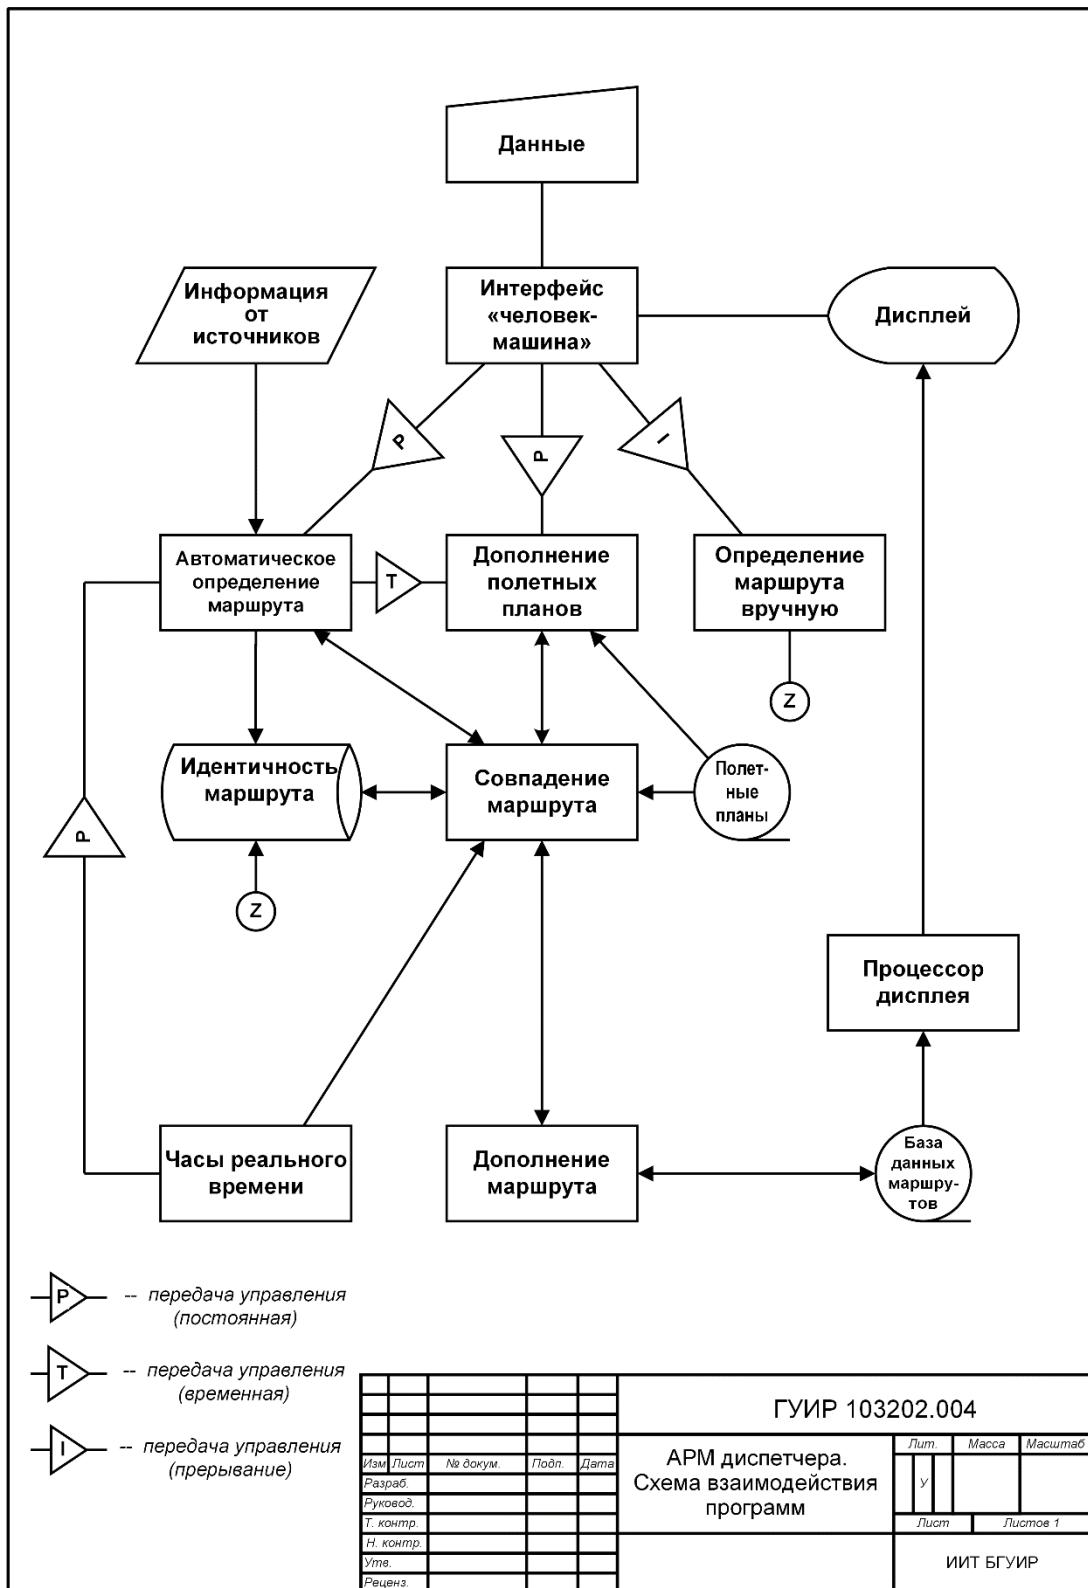 Данные
Информация
от
источников
Интерфейс
«человек-
машина»
Дисплей
P
P
I
Автоматическое
определение
маршрута
T
Дополнение
полетных
планов
Определение
маршрута
вручную
Z
Идентичность
маршрута
Совпадение
маршрута
Полет-
ные
планы
P
Z
Процессор
дисплея
Часы реального
времени
Дополнение
маршрута
База
данных
маршру-
тов
P -- передача управления
(постоянная)
T -- передача управления
(временная)
I -- передача управления
(прерывание)
ГУИР 103202.004
АРМ диспетчера.
Схема взаимодействия
программ
Лит. Масса Масштаб
у
Лист Листов 1
ИИТ БГУИР
Изм Лист № докум. Подп. Дата
Разраб.
Руковод.
Т. контр.
Н. контр.
Утв.
Реценз.